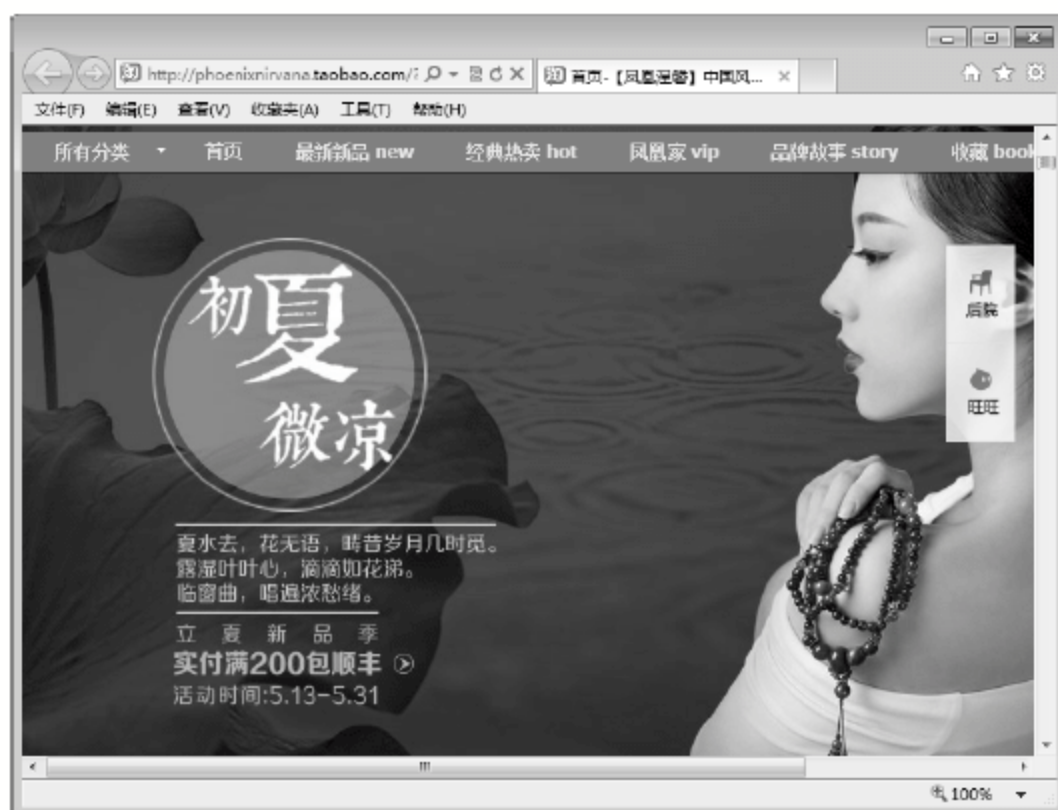 http://phoenixnirvana.taobao.com/
首页-【凤凰涅磐】中国风...
文件(F) 编辑(E) 查看(V) 收藏夹(A) 工具(T) 帮助(H)
所有分类 首页 最新新品 new 经典热卖 hot 凤凰家 vip 品牌故事 story 收藏 book
初夏
微凉
后院
旺旺
夏水去，花无语，畴昔岁月几时觅。
露湿叶叶心，滴滴如花涕。
临窗曲，唱遍浓愁绪。
立夏新品季
实付满200包顺丰
活动时间:5.13-5.31
100%